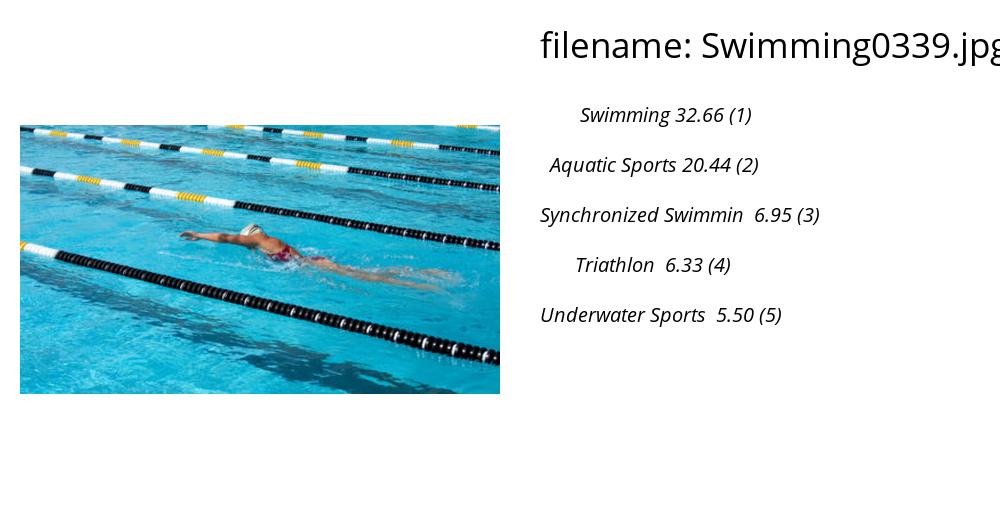 filename: Swimming0339.jpg
Swimming 32.66 (1)
Aquatic Sports 20.44 (2)
Synchronized Swimmin 6.95 (3)
Triathlon 6.33 (4)
Underwater Sports 5.50 (5)